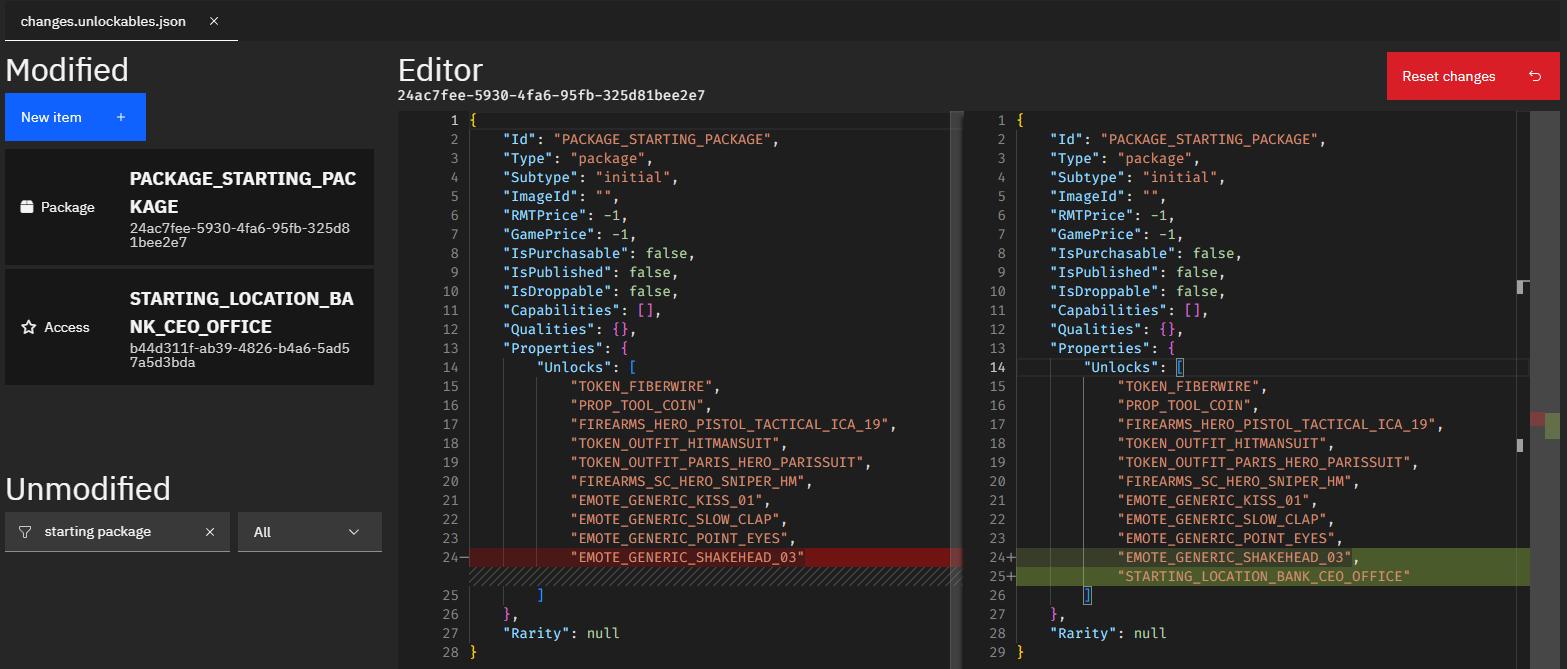 changes.unlockables.json ×
Modified
New item +
Package
PACKAGE_STARTING_PAC
KAGE
24ac7fee-5930-4fa6-95fb-325d8
1bee2e7
Access
STARTING_LOCATION_BA
NK_CEO_OFFICE
b44d311f-ab39-4826-b4a6-5ad5
7a5d3bda
Unmodified
starting package ×
All
Editor
24ac7fee-5930-4fa6-95fb-325d81bee2e7
Reset changes
1 {
2 "Id": "PACKAGE_STARTING_PACKAGE",
3 "Type": "package",
4 "Subtype": "initial",
5 "ImageId": "",
6 "RMTPrice": -1,
7 "GamePrice": -1,
8 "IsPurchasable": false,
9 "IsPublished": false,
10 "IsDroppable": false,
11 "Capabilities": [],
12 "Qualities": {},
13 "Properties": {
14 "Unlocks": [
15 "TOKEN_FIBERWIRE",
16 "PROP_TOOL_COIN",
17 "FIREARMS_HERO_PISTOL_TACTICAL_ICA_19",
18 "TOKEN_OUTFIT_HITMANSUIT",
19 "TOKEN_OUTFIT_PARIS_HERO_PARISSUIT",
20 "FIREARMS_SC_HERO_SNIPER_HM",
21 "EMOTE_GENERIC_KISS_01",
22 "EMOTE_GENERIC_SLOW_CLAP",
23 "EMOTE_GENERIC_POINT_EYES",
24− "EMOTE_GENERIC_SHAKEHEAD_03"
25 ]
26 },
27 "Rarity": null
28 }
1 {
2 "Id": "PACKAGE_STARTING_PACKAGE",
3 "Type": "package",
4 "Subtype": "initial",
5 "ImageId": "",
6 "RMTPrice": -1,
7 "GamePrice": -1,
8 "IsPurchasable": false,
9 "IsPublished": false,
10 "IsDroppable": false,
11 "Capabilities": [],
12 "Qualities": {},
13 "Properties": {
14 "Unlocks": [
15 "TOKEN_FIBERWIRE",
16 "PROP_TOOL_COIN",
17 "FIREARMS_HERO_PISTOL_TACTICAL_ICA_19",
18 "TOKEN_OUTFIT_HITMANSUIT",
19 "TOKEN_OUTFIT_PARIS_HERO_PARISSUIT",
20 "FIREARMS_SC_HERO_SNIPER_HM",
21 "EMOTE_GENERIC_KISS_01",
22 "EMOTE_GENERIC_SLOW_CLAP",
23 "EMOTE_GENERIC_POINT_EYES",
24+ "EMOTE_GENERIC_SHAKEHEAD_03",
25+ "STARTING_LOCATION_BANK_CEO_OFFICE"
26 ]
27 },
28 "Rarity": null
29 }